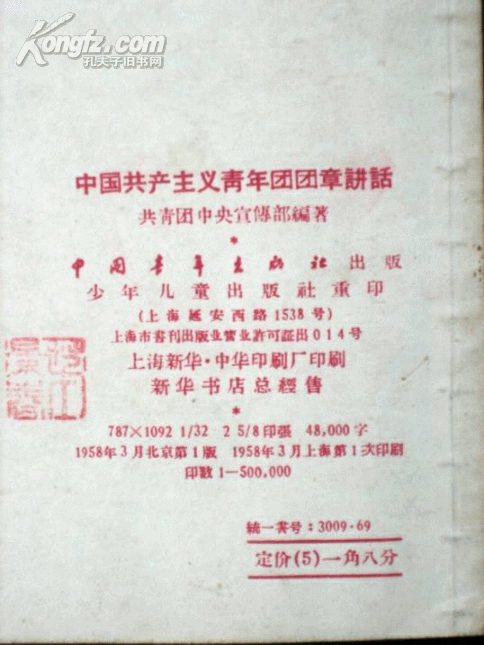 Kongfz.com
孔夫子旧书网
中国共产主义靑年团团章講話
共靑团中央宣傳部編著
*
中國青年出版社 出版
少年儿童出版社重印
(上海延安西路1538号)
上海市書刊出版业营业許可証出014号
上海新华·中华印刷厂印刷
新华书店总經售
*
787×1092 1/32 2 5/8印張 48,000字
1958年3月北京第1版 1958年3月上海第1次印刷
印数 1—500,000
統一書号:3009·69
定价(5)一角八分